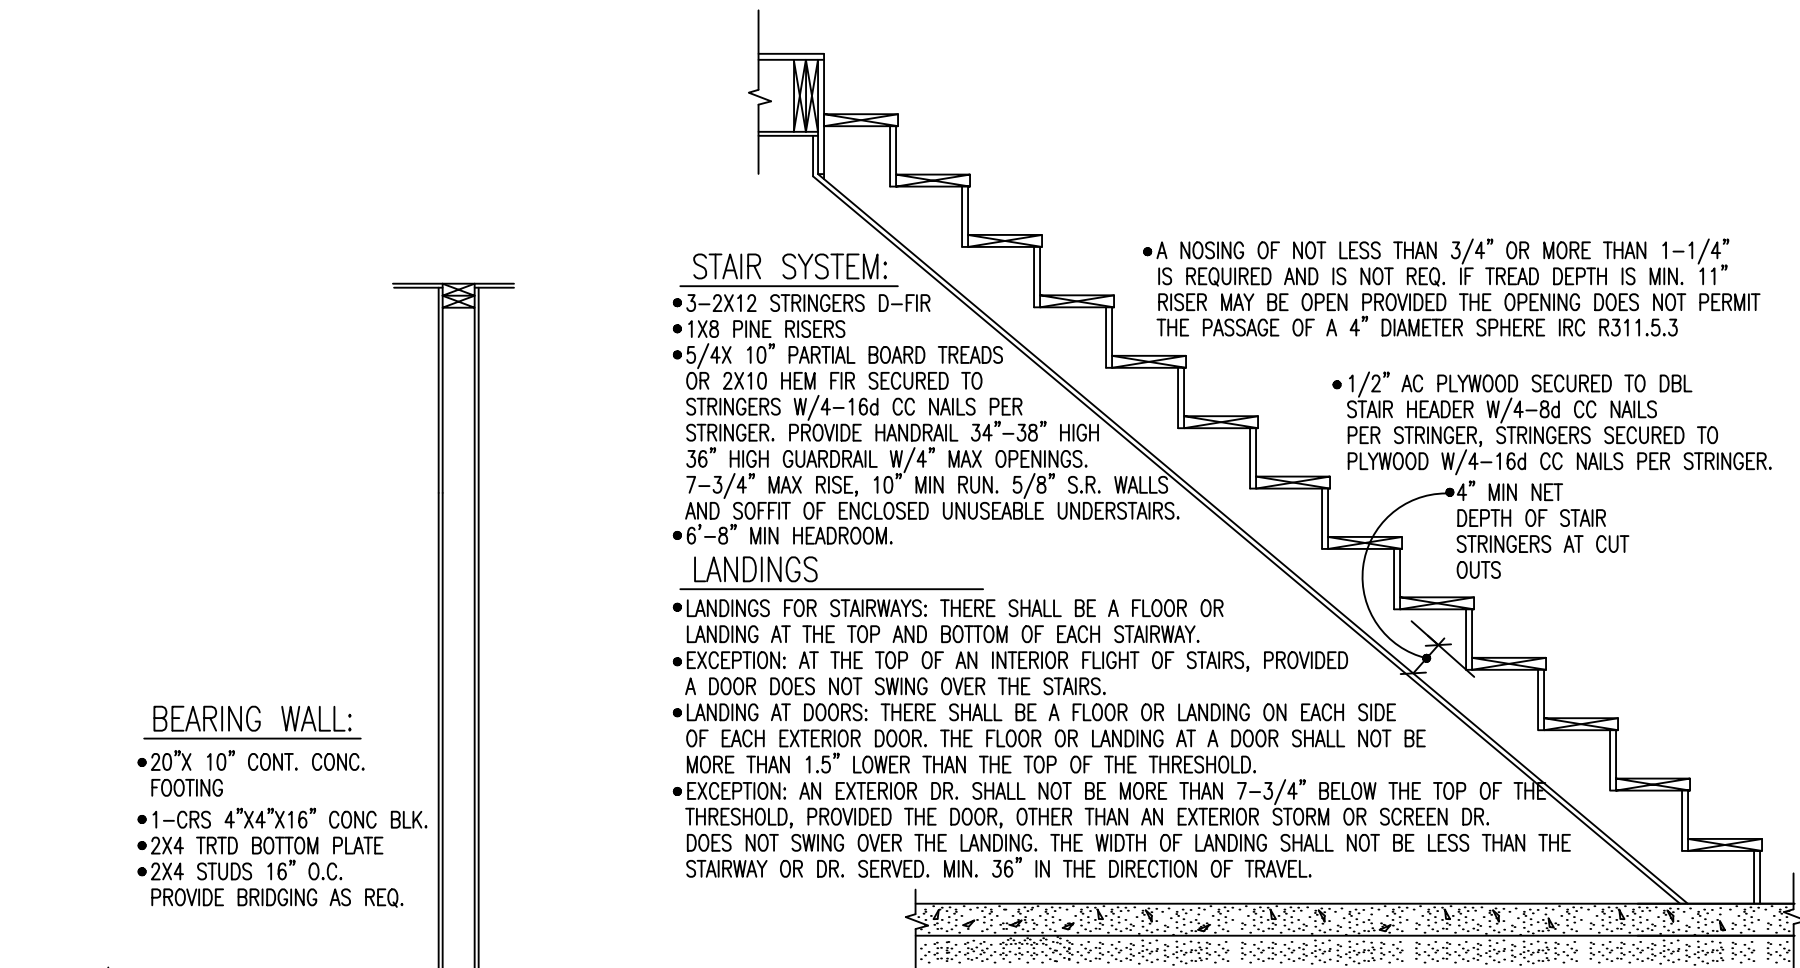 STAIR SYSTEM:
•3-2X12 STRINGERS D-FIR
•1X8 PINE RISERS
•5/4X 10" PARTIAL BOARD TREADS
OR 2X10 HEM FIR SECURED TO
STRINGERS W/4-16d CC NAILS PER
STRINGER. PROVIDE HANDRAIL 34"-38" HIGH
36" HIGH GUARDRAIL W/4" MAX OPENINGS.
7-3/4" MAX RISE, 10" MIN RUN. 5/8" S.R. WALLS
AND SOFFIT OF ENCLOSED UNUSEABLE UNDERSTAIRS.
•6'-8" MIN HEADROOM.
LANDINGS
•LANDINGS FOR STAIRWAYS: THERE SHALL BE A FLOOR OR
LANDING AT THE TOP AND BOTTOM OF EACH STAIRWAY.
•EXCEPTION: AT THE TOP OF AN INTERIOR FLIGHT OF STAIRS, PROVIDED
A DOOR DOES NOT SWING OVER THE STAIRS.
•LANDING AT DOORS: THERE SHALL BE A FLOOR OR LANDING ON EACH SIDE
OF EACH EXTERIOR DOOR. THE FLOOR OR LANDING AT A DOOR SHALL NOT BE
MORE THAN 1.5" LOWER THAN THE TOP OF THE THRESHOLD.
•EXCEPTION: AN EXTERIOR DR. SHALL NOT BE MORE THAN 7-3/4" BELOW THE TOP OF THE
THRESHOLD, PROVIDED THE DOOR, OTHER THAN AN EXTERIOR STORM OR SCREEN DR.
DOES NOT SWING OVER THE LANDING. THE WIDTH OF LANDING SHALL NOT BE LESS THAN THE
STAIRWAY OR DR. SERVED. MIN. 36" IN THE DIRECTION OF TRAVEL.
•A NOSING OF NOT LESS THAN 3/4" OR MORE THAN 1-1/4"
IS REQUIRED AND IS NOT REQ. IF TREAD DEPTH IS MIN. 11"
RISER MAY BE OPEN PROVIDED THE OPENING DOES NOT PERMIT
THE PASSAGE OF A 4" DIAMETER SPHERE IRC R311.5.3
•1/2" AC PLYWOOD SECURED TO DBL
STAIR HEADER W/4-8d CC NAILS
PER STRINGER, STRINGERS SECURED TO
PLYWOOD W/4-16d CC NAILS PER STRINGER.
•4" MIN NET
DEPTH OF STAIR
STRINGERS AT CUT
OUTS
BEARING WALL:
•20"X 10" CONT. CONC.
FOOTING
•1-CRS 4"X4"X16" CONC BLK.
•2X4 TRTD BOTTOM PLATE
•2X4 STUDS 16" O.C.
PROVIDE BRIDGING AS REQ.